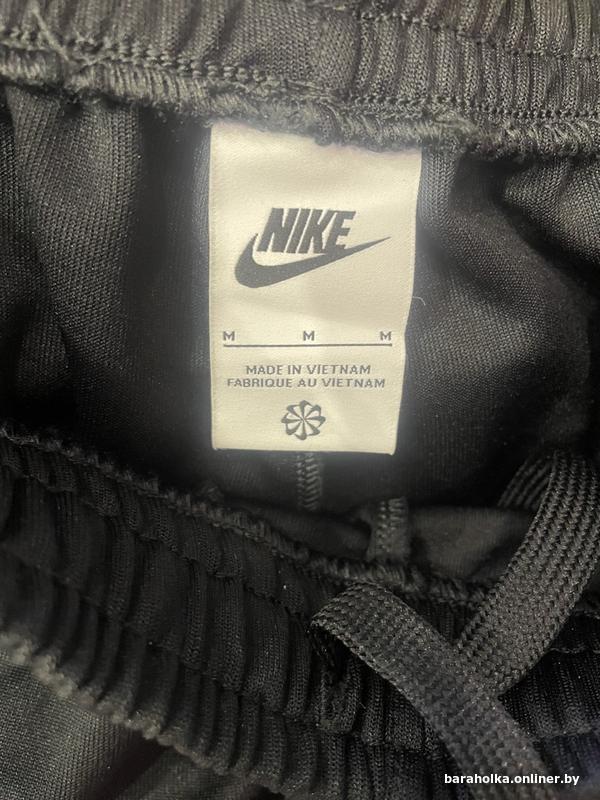 NIKE
M M M
MADE IN VIETNAM
FABRIQUE AU VIETNAM
baraholka.onliner.by